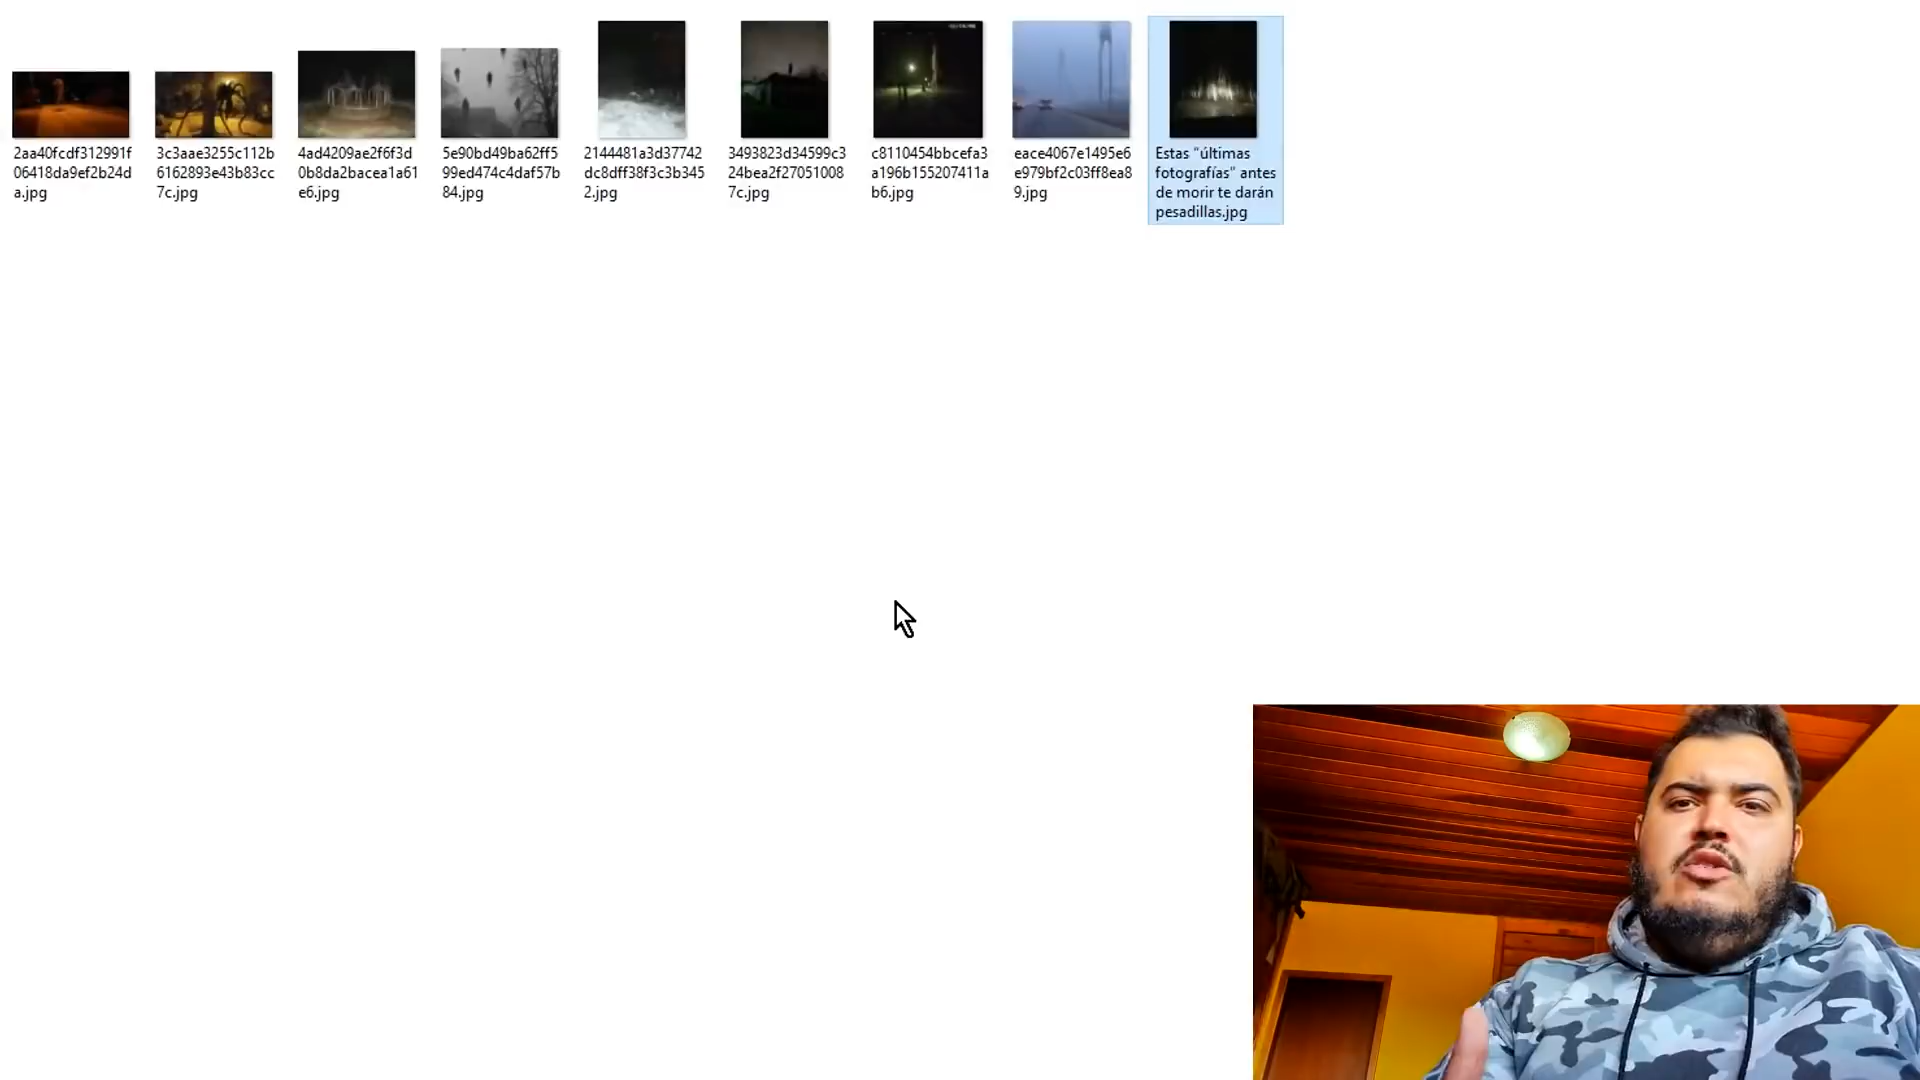 2aa40fcdf312991f
06418da9ef2b24d
a.jpg
3c3aae3255c112b
6162893e43b83cc
7c.jpg
4ad4209ae2f6f3d
0b8da2bacea1a61
e6.jpg
5e90bd49ba62ff5
99ed474c4daf57b
84.jpg
2144481a3d37742
dc8dff38f3c3b345
2.jpg
3493823d34599c3
24bea2f27051008
7c.jpg
c8110454bbcefa3
a196b155207411a
b6.jpg
eace4067e1495e6
e979bf2c03ff8ea8
9.jpg
Estas "últimas
fotografías" antes
de morir te darán
pesadillas.jpg